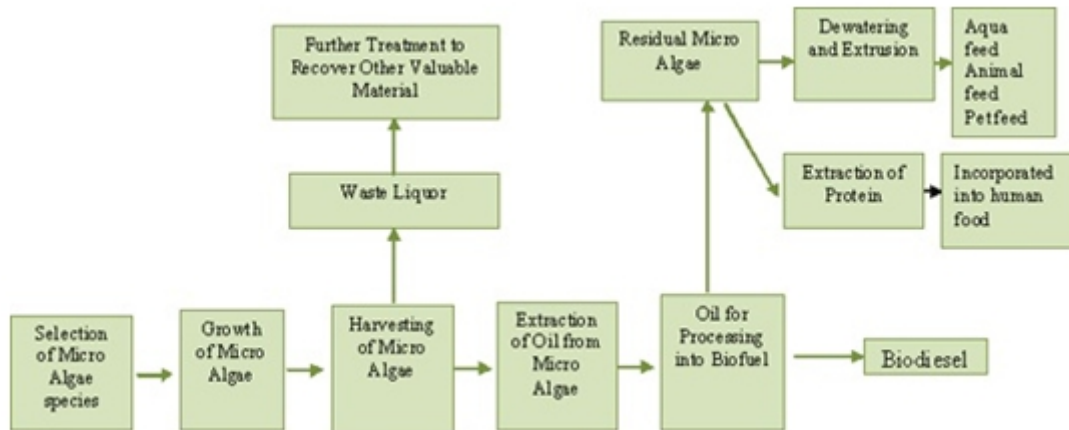 Further Treatment to
Recover Other Valuable
Material
Residual Micro
Algae
Dewatering
and Extrusion
Aqua
feed
Animal
feed
Petfeed
Waste Liquor
Extraction of
Protein
Incorporated
into human
food
Selection
of Micro
Algae
species
Growth
of Micro
Algae
Harvesting
of Micro
Algae
Extraction
of Oil from
Micro
Algae
Oil for
Processing
into Biofuel
Biodiesel